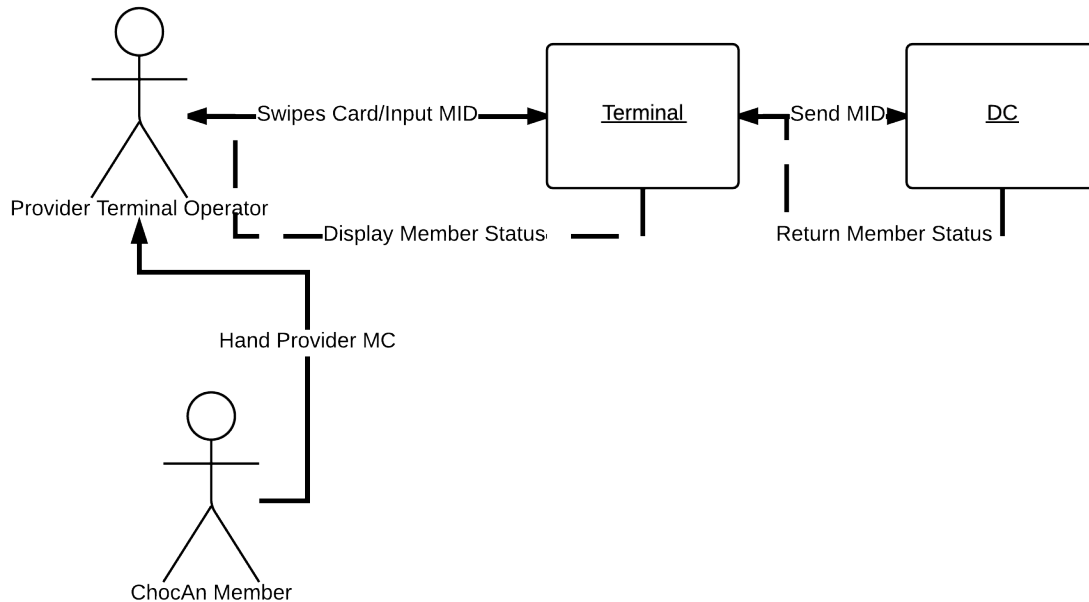 Swipes Card/Input MID
Terminal
Send MID
DC
Provider Terminal Operator
Display Member Status
Return Member Status
Hand Provider MC
ChocAn Member